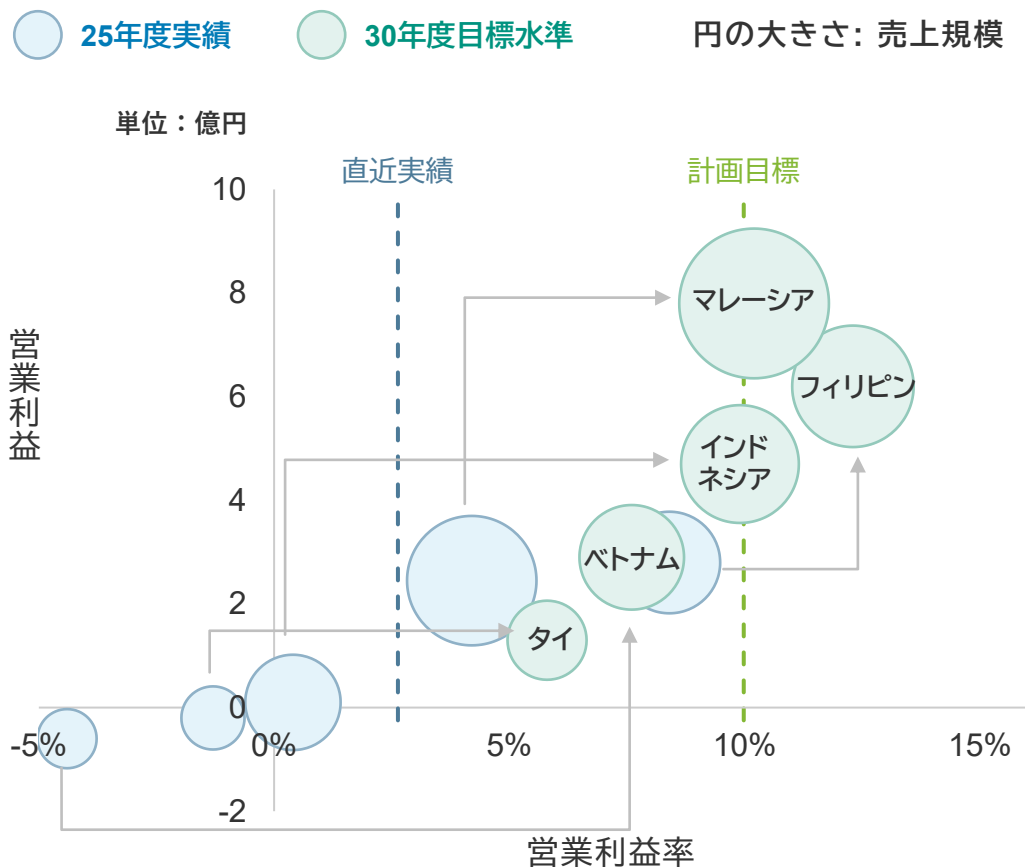 25年度実績
30年度目標水準
円の大きさ: 売上規模
単位：億円
直近実績
計画目標
10
8
6
4
2
0
-2
営業利益
マレーシア
フィリピン
インド
ネシア
ベトナム
タイ
-5%
0%
5%
10%
15%
営業利益率